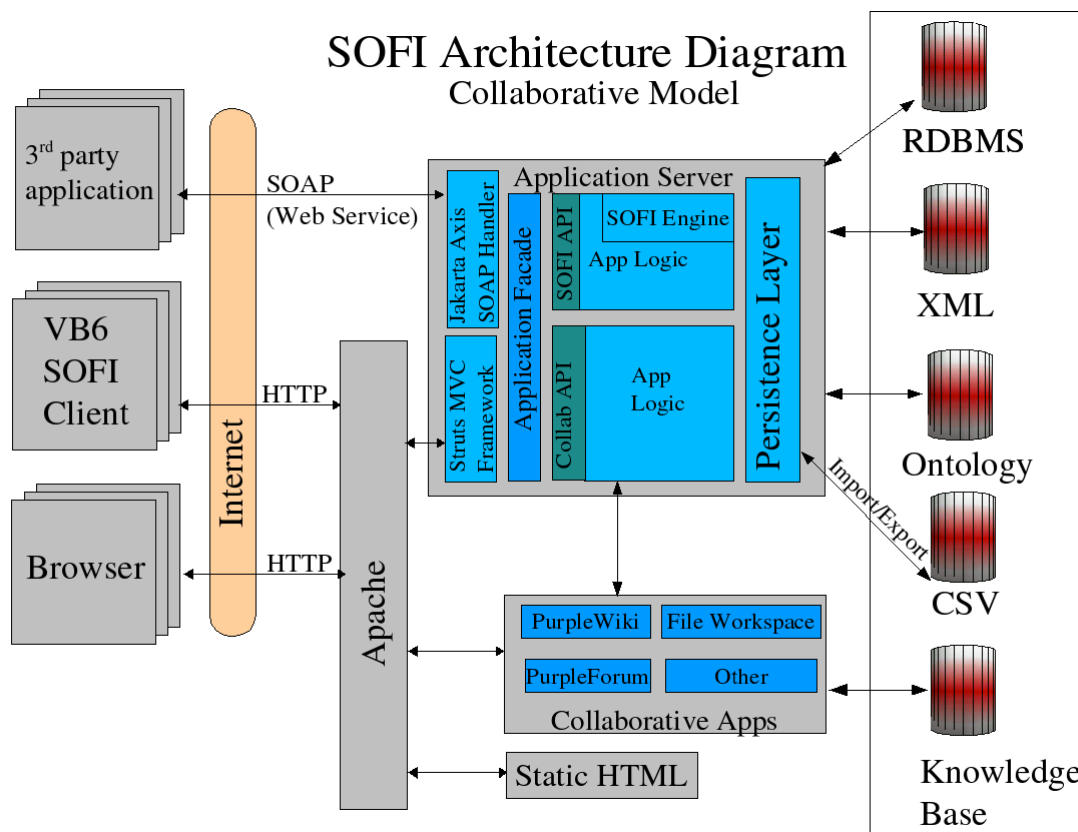 SOFI Architecture Diagram
Collaborative Model
3rd party
application
VB6
SOFI
Client
Browser
Internet
SOAP
(Web Service)
HTTP
HTTP
Apache
Application Server
Jakarta Axis
SOAP Handler
Struts MVC
Framework
Application Facade
SOFI API
SOFI Engine
App Logic
Collab API
App
Logic
Persistence Layer
PurpleWiki
File Workspace
PurpleForum
Other
Collaborative Apps
Static HTML
RDBMS
XML
Ontology
Import/Export
CSV
Knowledge
Base